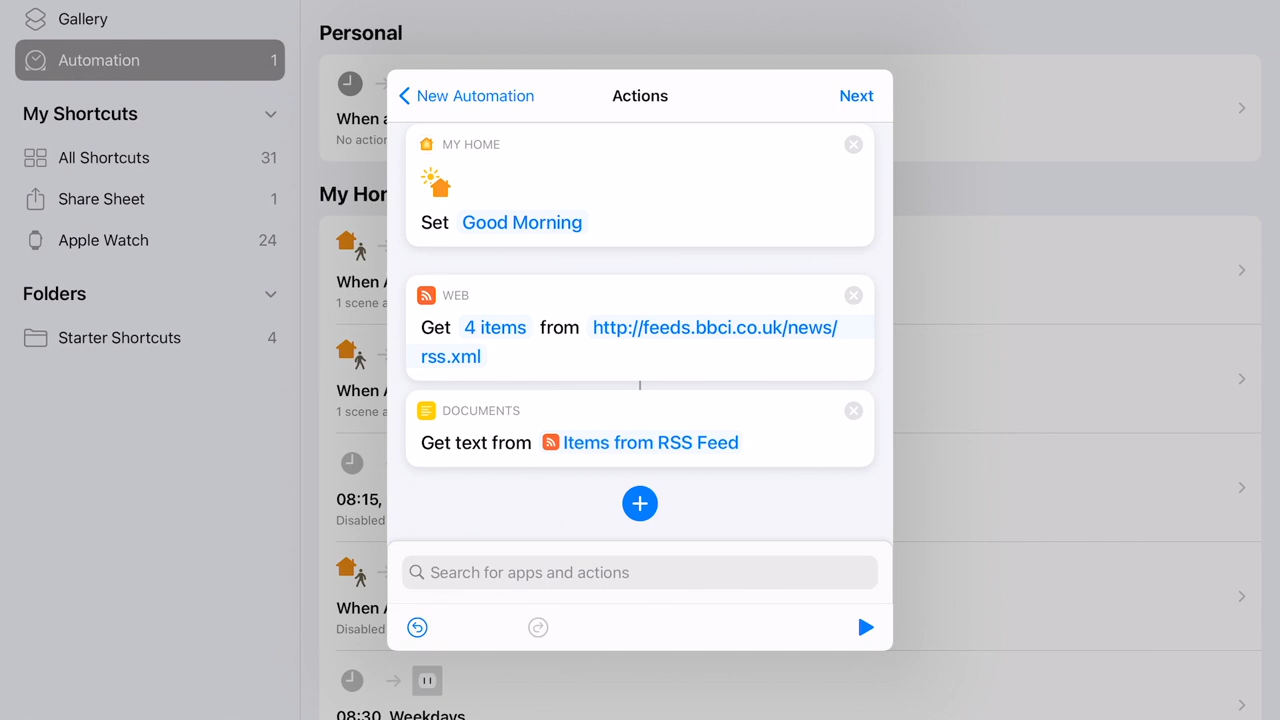 Gallery
Automation 1
My Shortcuts
All Shortcuts 31
Share Sheet 1
Apple Watch 24
Folders
Starter Shortcuts 4
Personal
When a
No action
My Hom
When A
1 scene a
When A
1 scene a
08:15,
Disabled
When A
Disabled
08:30, Weekdays
New Automation Actions Next
MY HOME
Set Good Morning
WEB
Get 4 items from http://feeds.bbci.co.uk/news/
rss.xml
DOCUMENTS
Get text from Items from RSS Feed
Search for apps and actions